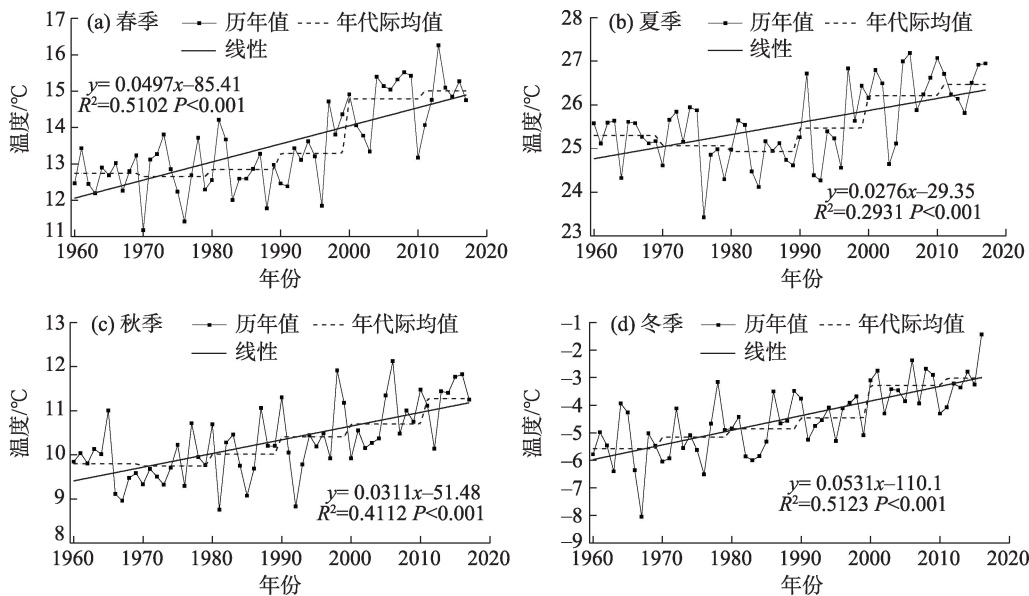 (a) 春季 历年值 年代际均值
线性
y= 0.0497x–85.41
R²=0.5102 P<0.001
温度/℃
17
16
15
14
13
12
11
1960 1970 1980 1990 2000 2010 2020
年份
(b) 夏季 历年值 年代际均值
线性
y=0.0276x–29.35
R²=0.2931 P<0.001
温度/℃
28
27
26
25
24
23
1960 1970 1980 1990 2000 2010 2020
年份
(c) 秋季 历年值 年代际均值
线性
y= 0.0311x–51.48
R²=0.4112 P<0.001
温度/℃
13
12
11
10
9
8
1960 1970 1980 1990 2000 2010 2020
年份
(d) 冬季 历年值 年代际均值
线性
y= 0.0531x–110.1
R²=0.5123 P<0.001
温度/℃
–1
–2
–3
–4
–5
–6
–7
–8
–9
1960 1970 1980 1990 2000 2010 2020
年份